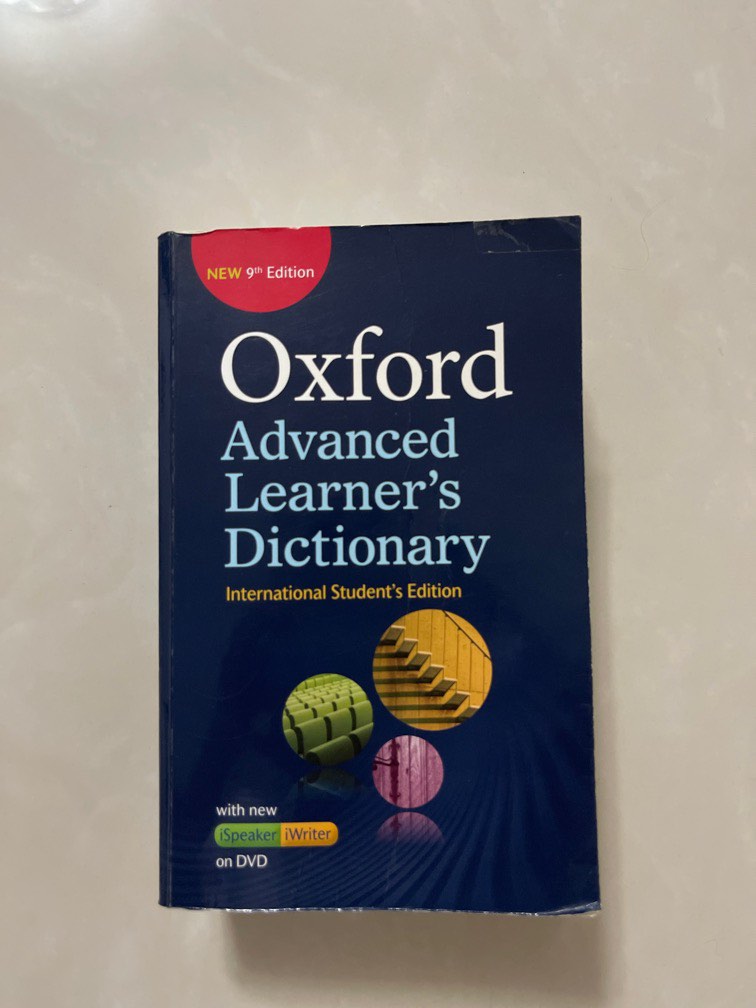 NEW 9th Edition
Oxford
Advanced
Learner's
Dictionary
International Student's Edition
with new
iSpeaker iWriter
on DVD